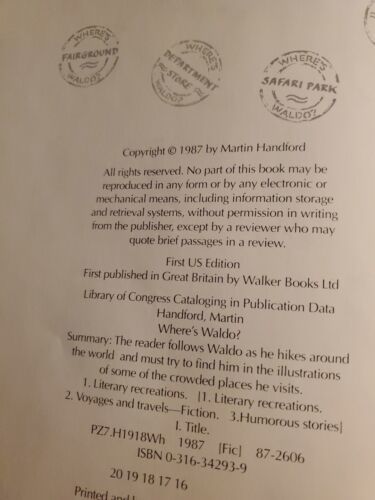 WHERE'S
FAIRGROUND
WALDO?
WHERE'S
DEPARTMENT
STORE
WALDO?
WHERE'S
SAFARI PARK
WALDO?
Copyright © 1987 by Martin Handford
All rights reserved. No part of this book may be
reproduced in any form or by any electronic or
mechanical means, including information storage
and retrieval systems, without permission in writing
from the publisher, except by a reviewer who may
quote brief passages in a review.
First US Edition
First published in Great Britain by Walker Books Ltd
Library of Congress Cataloging in Publication Data
Handford, Martin
Where's Waldo?
Summary: The reader follows Waldo as he hikes around
the world and must try to find him in the illustrations
of some of the crowded places he visits.
1. Literary recreations. [1. Literary recreations.
2. Voyages and travels—Fiction. 3.Humorous stories]
I. Title.
PZ7.H1918Wh 1987 [Fic] 87-2606
ISBN 0-316-34293-9
20 19 18 17 16
Printed and